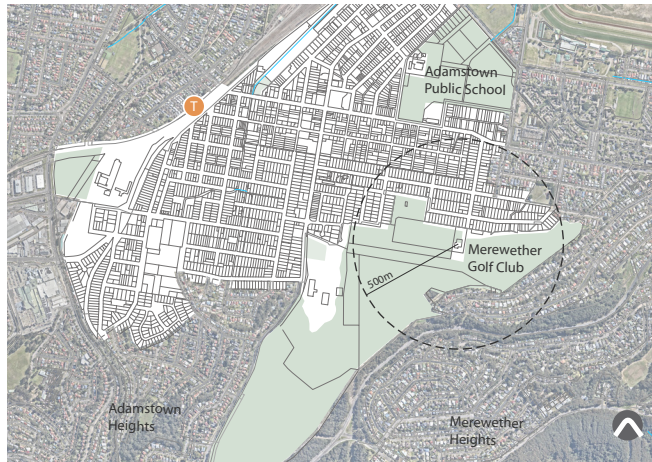 Adamstown
Public School
T
Merewether
Golf Club
500m
Adamstown
Heights
Merewether
Heights